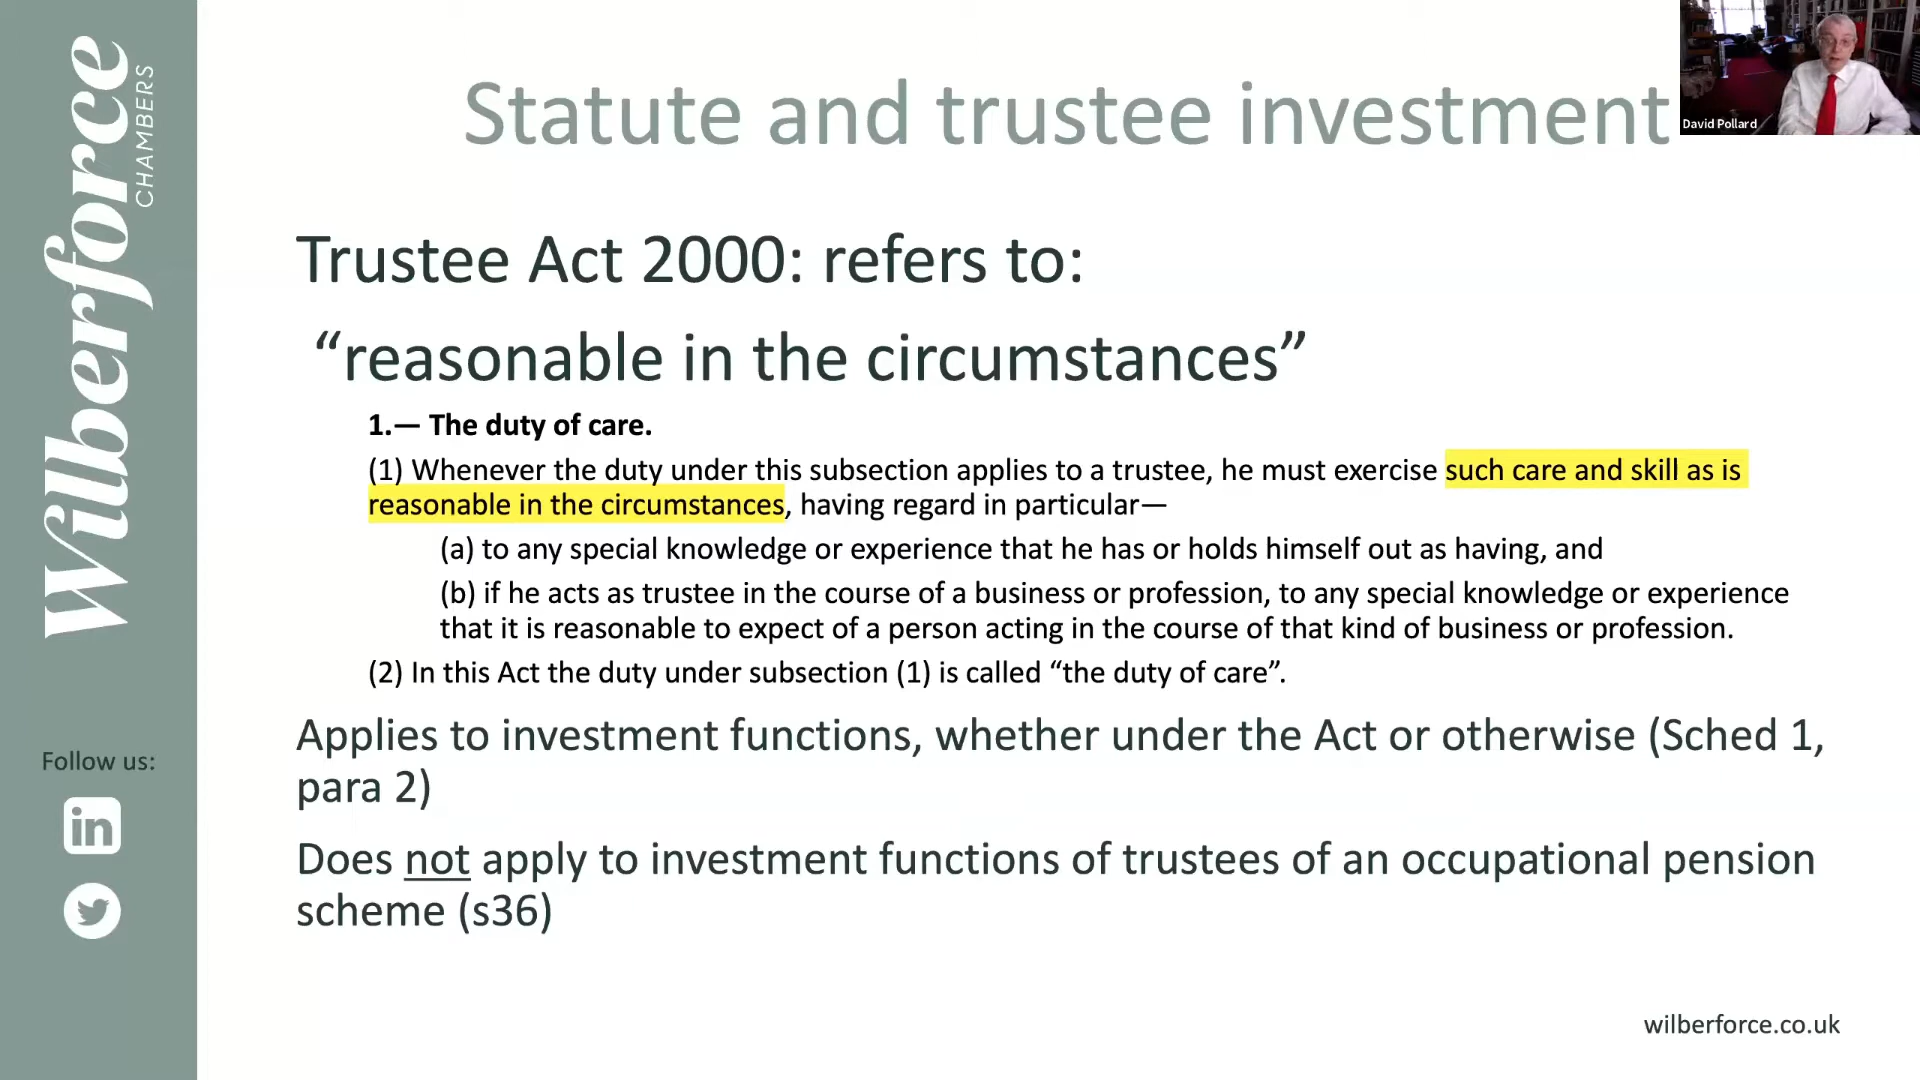 Wilberforce
CHAMBERS
Follow us:
in
Statute and trustee investment
David Pollard
Trustee Act 2000: refers to:
“reasonable in the circumstances”
1.— The duty of care.
(1) Whenever the duty under this subsection applies to a trustee, he must exercise such care and skill as is
reasonable in the circumstances, having regard in particular—
(a) to any special knowledge or experience that he has or holds himself out as having, and
(b) if he acts as trustee in the course of a business or profession, to any special knowledge or experience
that it is reasonable to expect of a person acting in the course of that kind of business or profession.
(2) In this Act the duty under subsection (1) is called “the duty of care”.
Applies to investment functions, whether under the Act or otherwise (Sched 1,
para 2)
Does not apply to investment functions of trustees of an occupational pension
scheme (s36)
wilberforce.co.uk